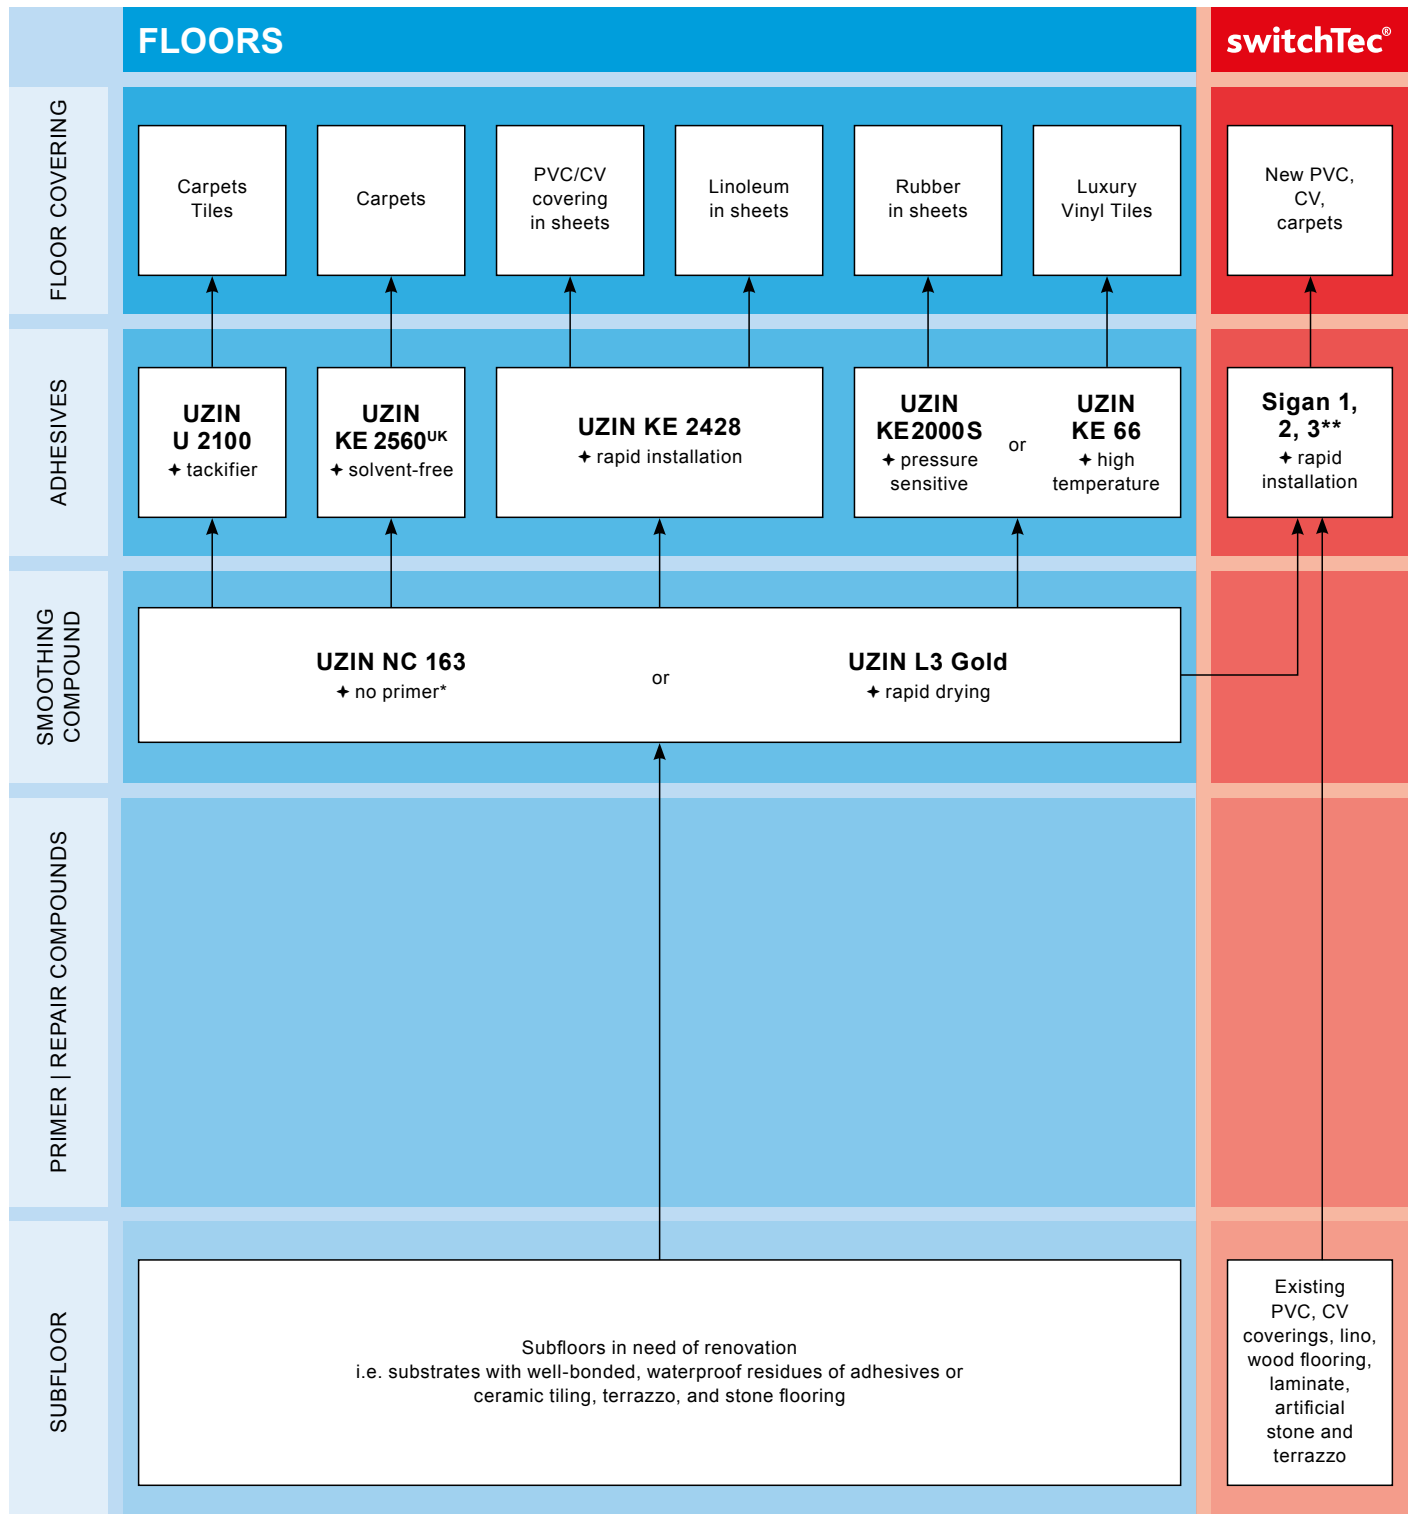 FLOORS
switchTec®
FLOOR COVERING
Carpets
Tiles
Carpets
PVC/CV
covering
in sheets
Linoleum
in sheets
Rubber
in sheets
Luxury
Vinyl Tiles
New PVC,
CV,
carpets
ADHESIVES
UZIN
U 2100
✦ tackifier
UZIN
KE 2560UK
✦ solvent-free
UZIN KE 2428
✦ rapid installation
UZIN
KE 2000 S
✦ pressure
sensitive
or
UZIN
KE 66
✦ high
temperature
Sigan 1,
2, 3**
✦ rapid
installation
SMOOTHING
COMPOUND
UZIN NC 163
✦ no primer*
or
UZIN L3 Gold
✦ rapid drying
PRIMER | REPAIR COMPOUNDS
SUBFLOOR
Subfloors in need of renovation
i.e. substrates with well-bonded, waterproof residues of adhesives or
ceramic tiling, terrazzo, and stone flooring
Existing
PVC, CV
coverings, lino,
wood flooring,
laminate,
artificial
stone and
terrazzo